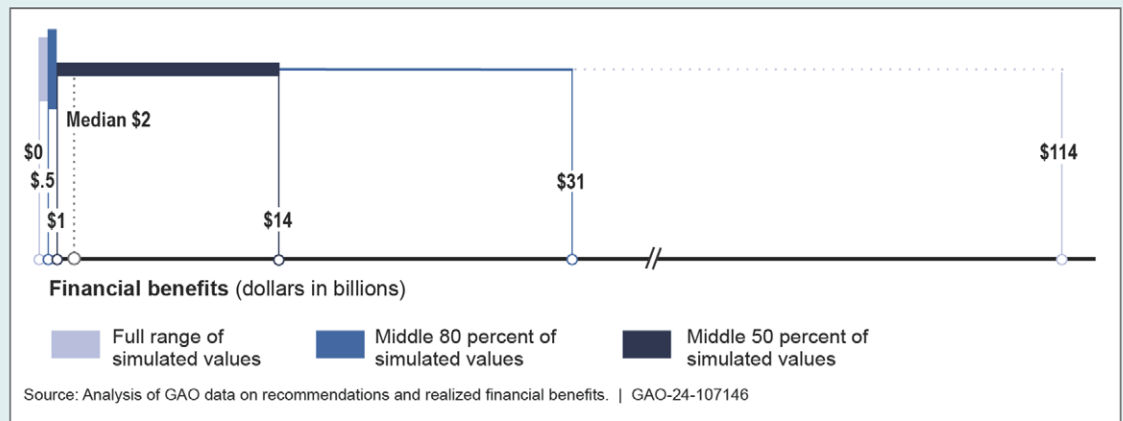 Median $2
$0
$114
$.5
$31
$1
$14
Financial benefits (dollars in billions)
Full range of
simulated values
Middle 80 percent of
simulated values
Middle 50 percent of
simulated values
Source: Analysis of GAO data on recommendations and realized financial benefits. | GAO-24-107146